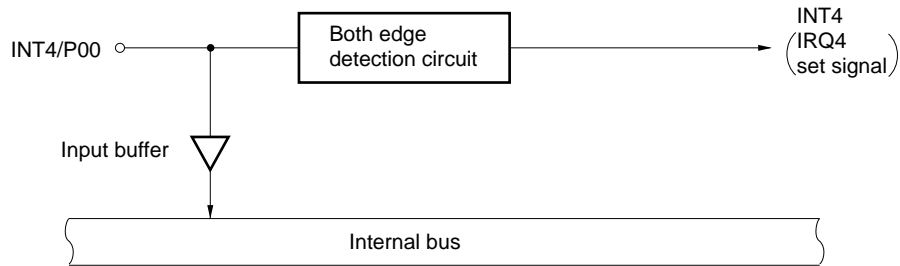 INT4/P00
Both edge
detection circuit
INT4
(IRQ4
set signal)
Input buffer
Internal bus